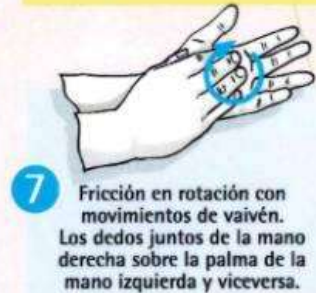 7
Fricción en rotación con
movimientos de vaivén.
Los dedos juntos de la mano
derecha sobre la palma de la
mano izquierda y viceversa.